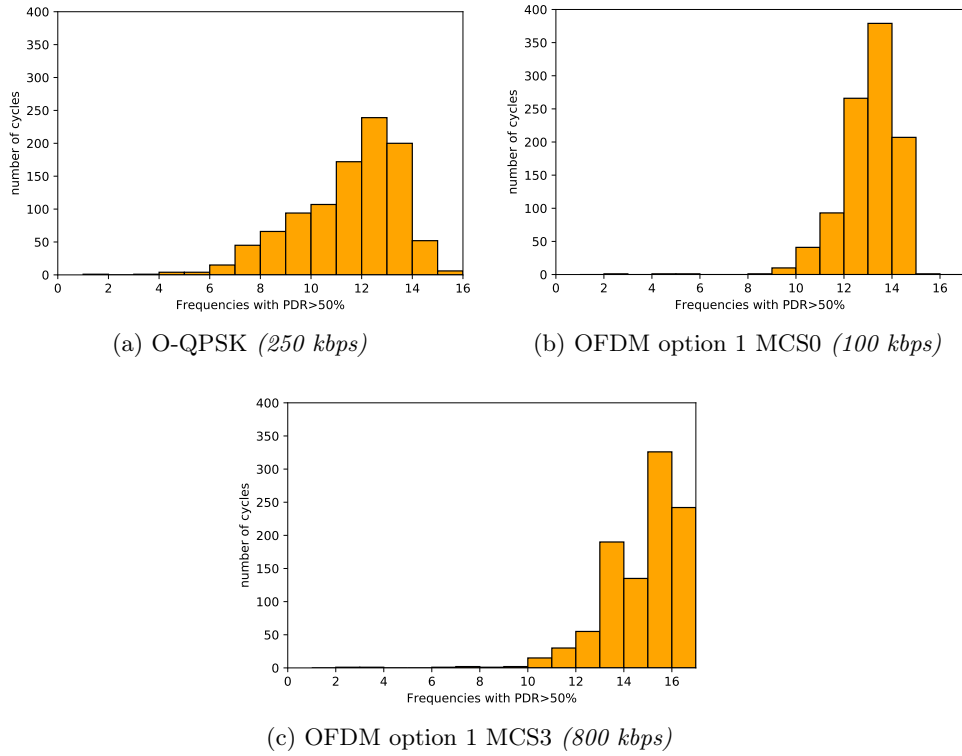 400
350
300
250
200
150
100
50
0
number of cycles
0 2 4 6 8 10 12 14 16
Frequencies with PDR>50%
(a) O-QPSK (250 kbps)
400
350
300
250
200
150
100
50
0
number of cycles
0 2 4 6 8 10 12 14 16
Frequencies with PDR>50%
(b) OFDM option 1 MCS0 (100 kbps)
400
350
300
250
200
150
100
50
0
number of cycles
0 2 4 6 8 10 12 14 16
Frequencies with PDR>50%
(c) OFDM option 1 MCS3 (800 kbps)